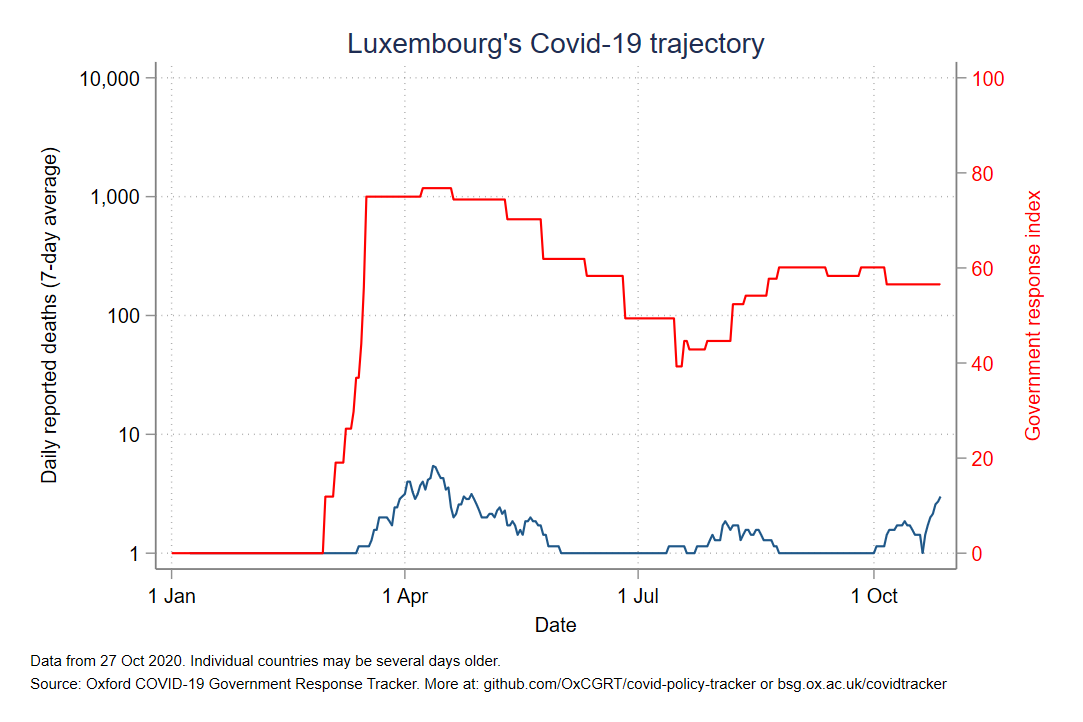 Luxembourg's Covid-19 trajectory
10,000
1,000
100
10
1
Daily reported deaths (7-day average)
100
80
60
40
20
0
Government response index
1 Jan
1 Apr
1 Jul
1 Oct
Date
Data from 27 Oct 2020. Individual countries may be several days older.
Source: Oxford COVID-19 Government Response Tracker. More at: github.com/OxCGRT/covid-policy-tracker or bsg.ox.ac.uk/covidtracker